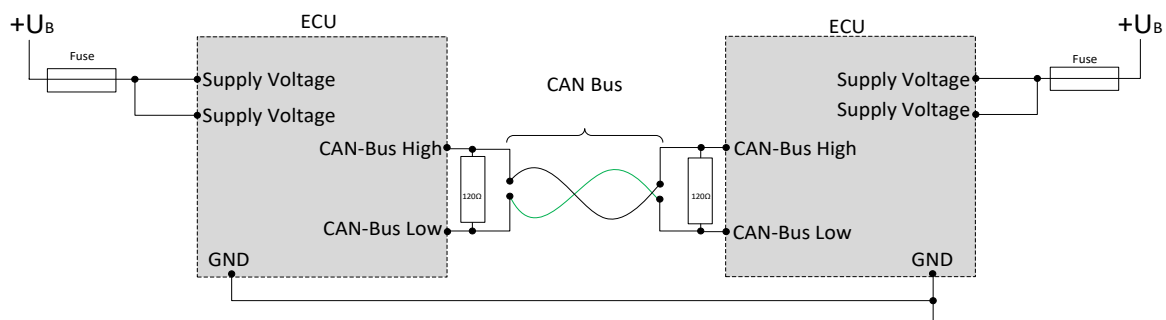 ECU
ECU
+UB
+UB
Fuse
Fuse
Supply Voltage
Supply Voltage
CAN Bus
Supply Voltage
Supply Voltage
CAN-Bus High
CAN-Bus High
120Ω
120Ω
CAN-Bus Low
CAN-Bus Low
GND
GND